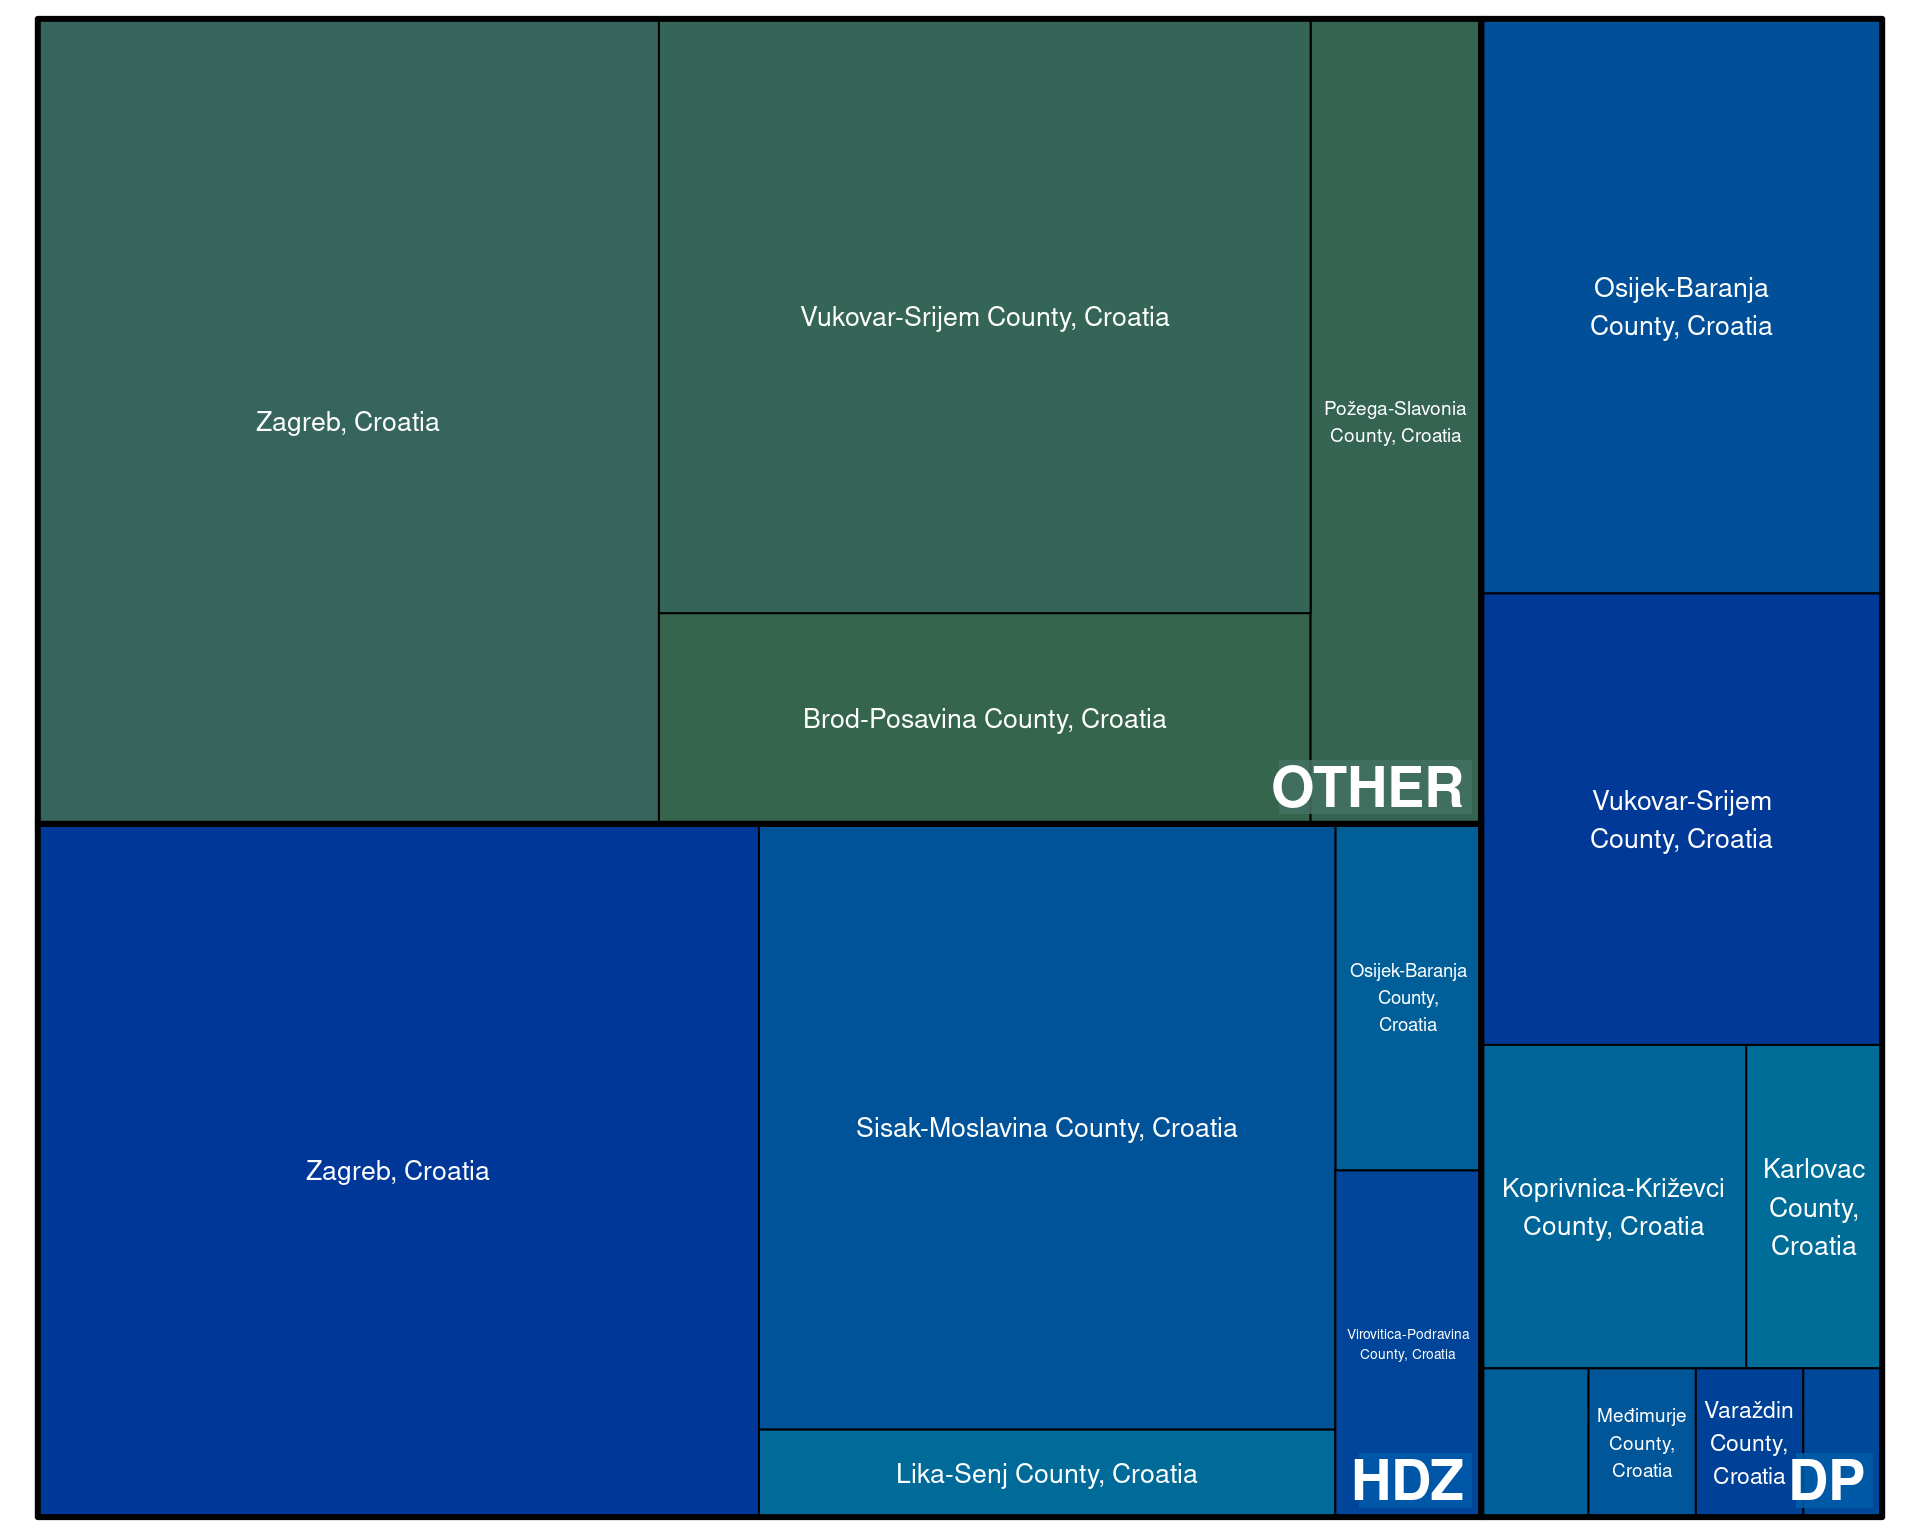 Zagreb, Croatia
Vukovar-Srijem County, Croatia
Brod-Posavina County, Croatia
Požega-Slavonia
County, Croatia
OTHER
Zagreb, Croatia
Sisak-Moslavina County, Croatia
Lika-Senj County, Croatia
Osijek-Baranja
County,
Croatia
Virovitica-Podravina
County, Croatia
HDZ
Osijek-Baranja
County, Croatia
Vukovar-Srijem
County, Croatia
Koprivnica-Križevci
County, Croatia
Karlovac
County,
Croatia
Međimurje
County,
Croatia
Varaždin
County,
Croatia
DP